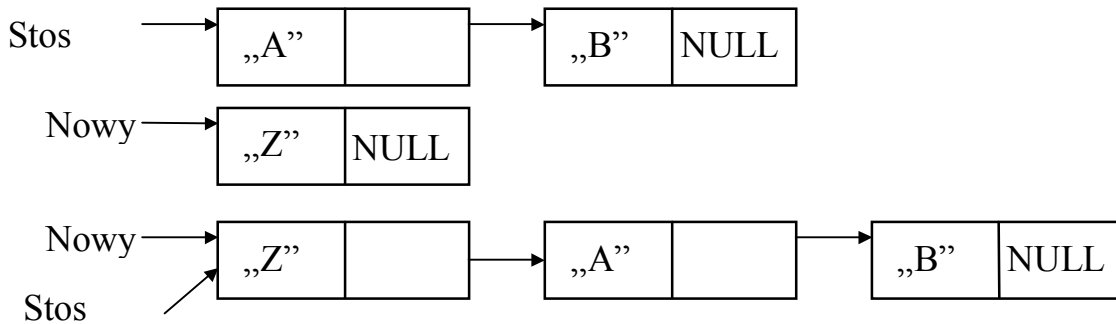 Stos „A” „B” NULL
Nowy „Z” NULL
Nowy „Z” „A” „B” NULL
Stos